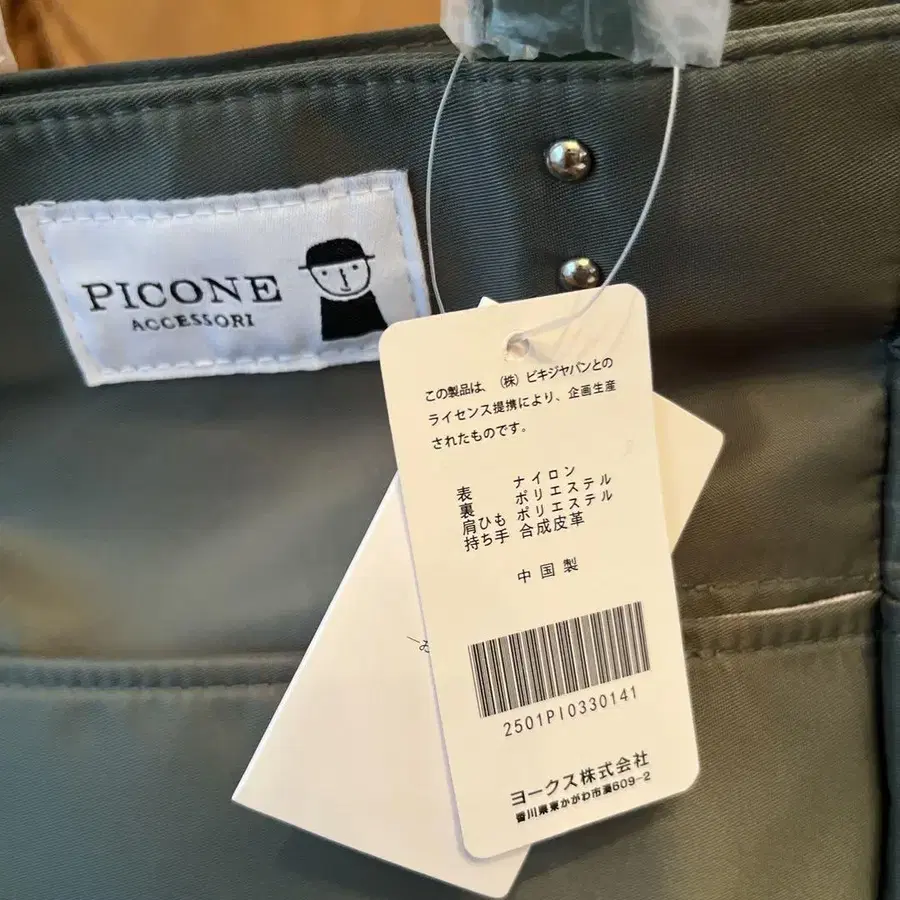 PICONE
ACCESSORI
この製品は、(株)ビキジャパンとの
ライセンス提携により、企画生産
されたものです。
表 ナイロン
裏 ポリエステル
肩ひも ポリエステル
持ち手 合成皮革
中国製
2501PI0330141
ヨークス株式会社
香川県東かがわ市湊609-2